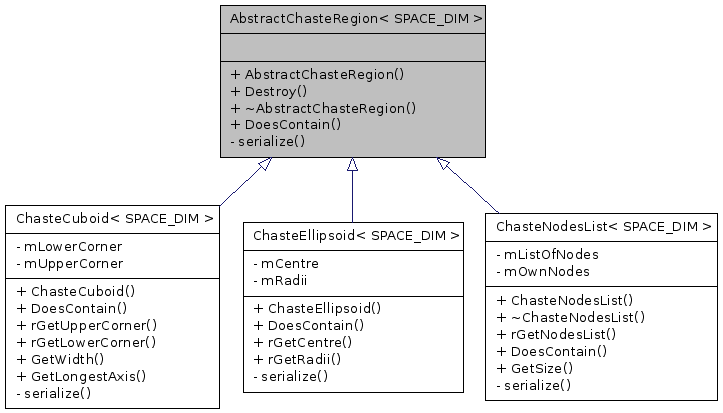 AbstractChasteRegion< SPACE_DIM >
+ AbstractChasteRegion()
+ Destroy()
+ ~AbstractChasteRegion()
+ DoesContain()
- serialize()
ChasteCuboid< SPACE_DIM >
- mLowerCorner
- mUpperCorner
+ ChasteCuboid()
+ DoesContain()
+ rGetUpperCorner()
+ rGetLowerCorner()
+ GetWidth()
+ GetLongestAxis()
- serialize()
ChasteEllipsoid< SPACE_DIM >
- mCentre
- mRadii
+ ChasteEllipsoid()
+ DoesContain()
+ rGetCentre()
+ rGetRadii()
- serialize()
ChasteNodesList< SPACE_DIM >
- mListOfNodes
- mOwnNodes
+ ChasteNodesList()
+ ~ChasteNodesList()
+ rGetNodesList()
+ DoesContain()
+ GetSize()
- serialize()